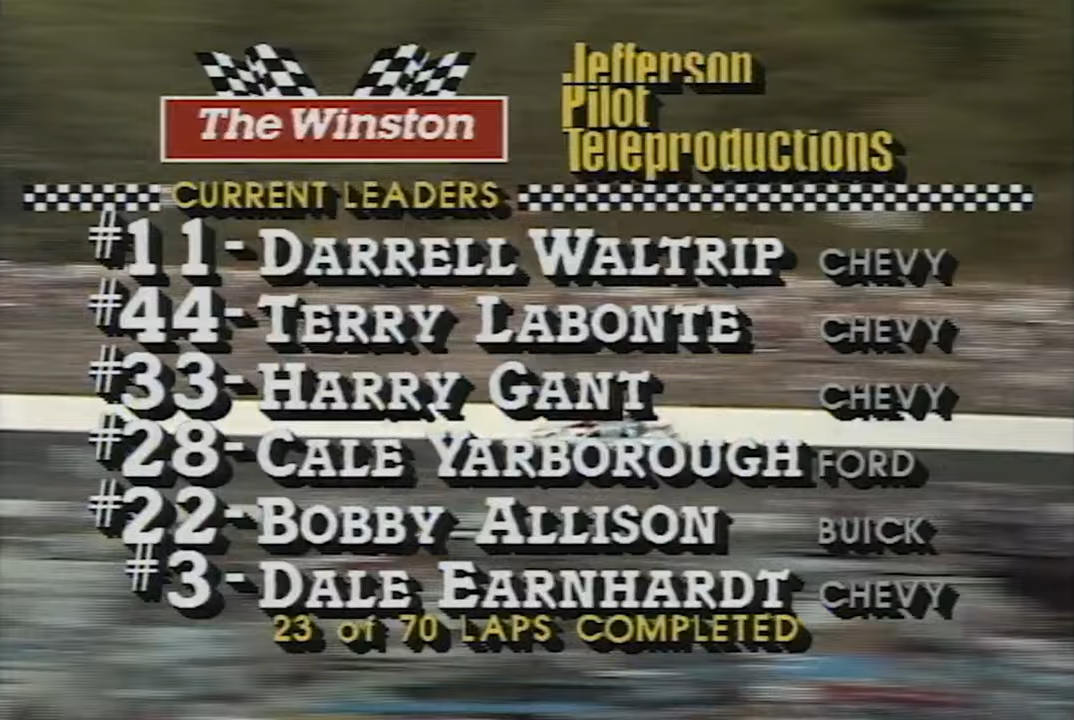 The Winston
Jefferson
Pilot
Teleproductions
CURRENT LEADERS
#11-DARRELL WALTRIP CHEVY
#44-TERRY LABONTE CHEVY
#33-HARRY GANT CHEVY
#28-CALE YARBOROUGH FORD
#22-BOBBY ALLISON BUICK
#3-DALE EARNHARDT CHEVY
23 of 70 LAPS COMPLETED